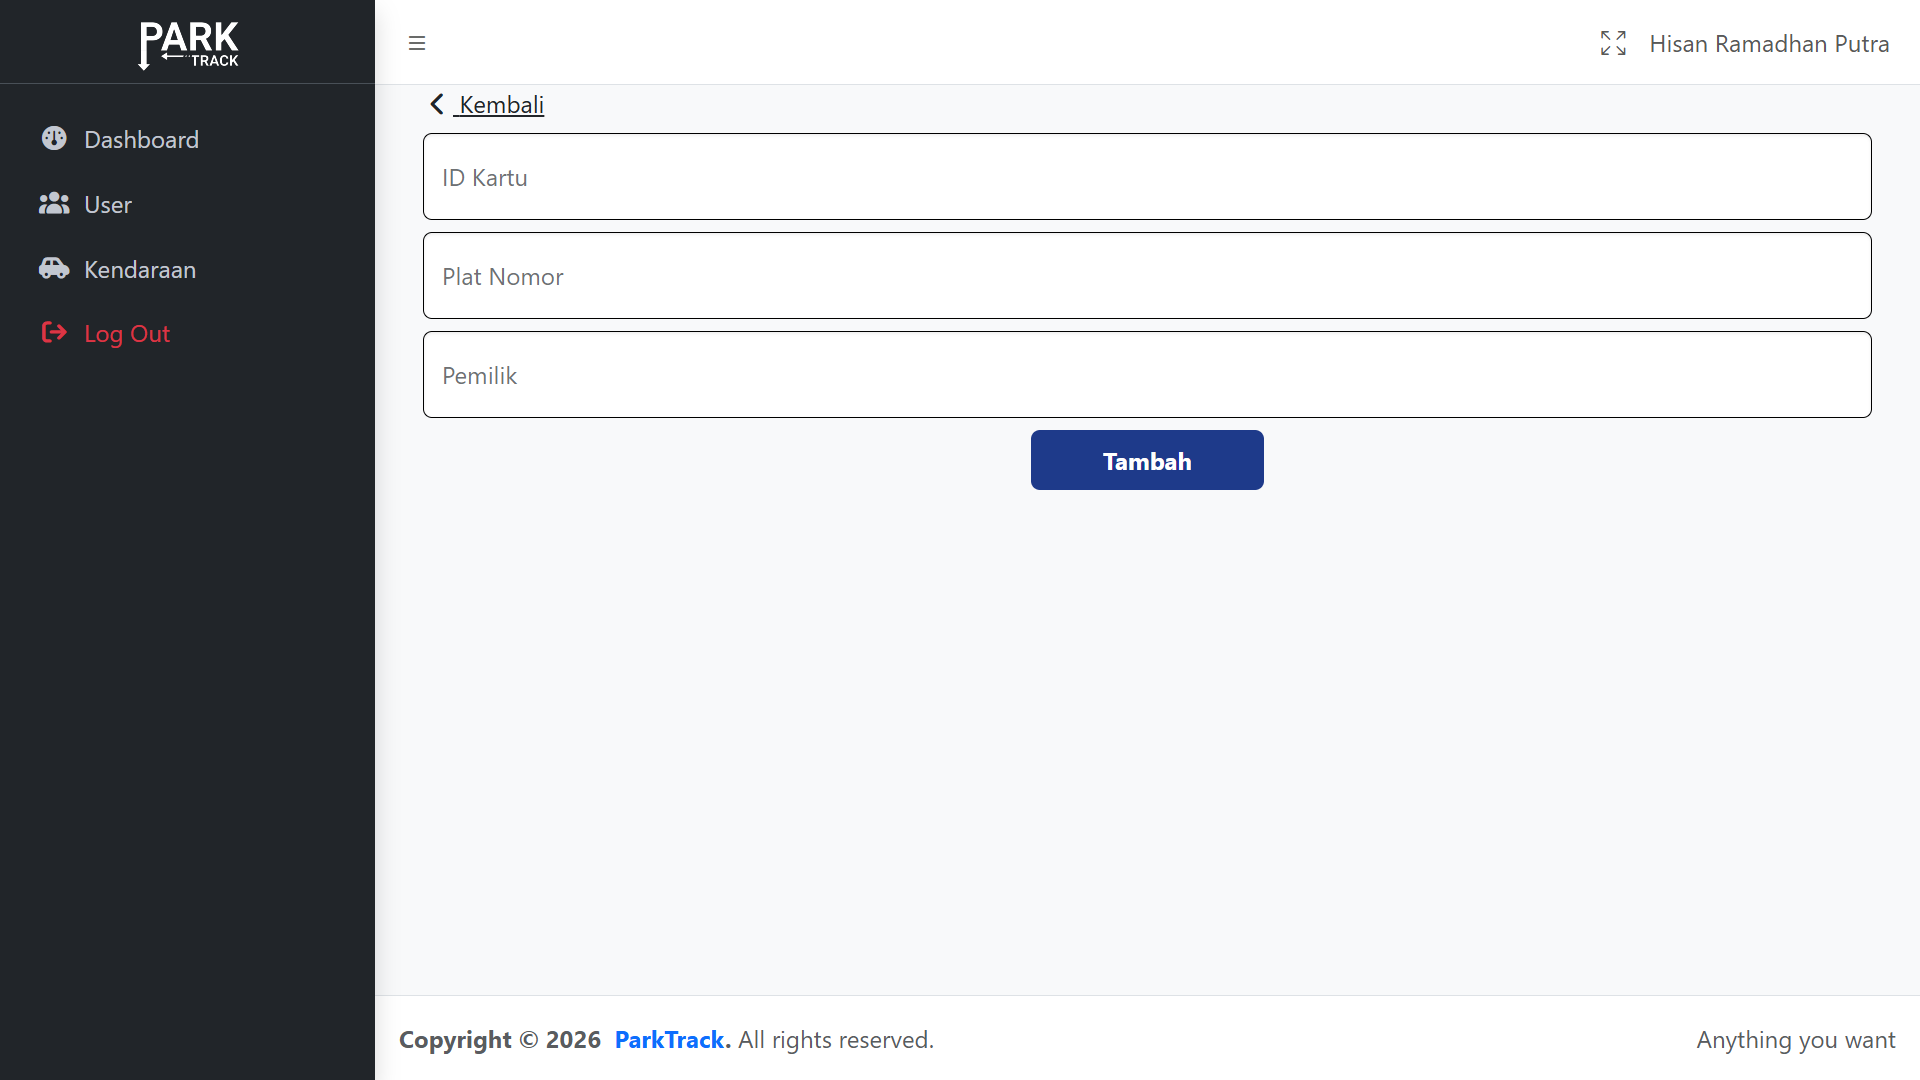 PARK
TRACK
Hisan Ramadhan Putra
Dashboard
User
Kendaraan
Log Out
Kembali
ID Kartu
Plat Nomor
Pemilik
Tambah
Copyright © 2026 ParkTrack. All rights reserved.
Anything you want